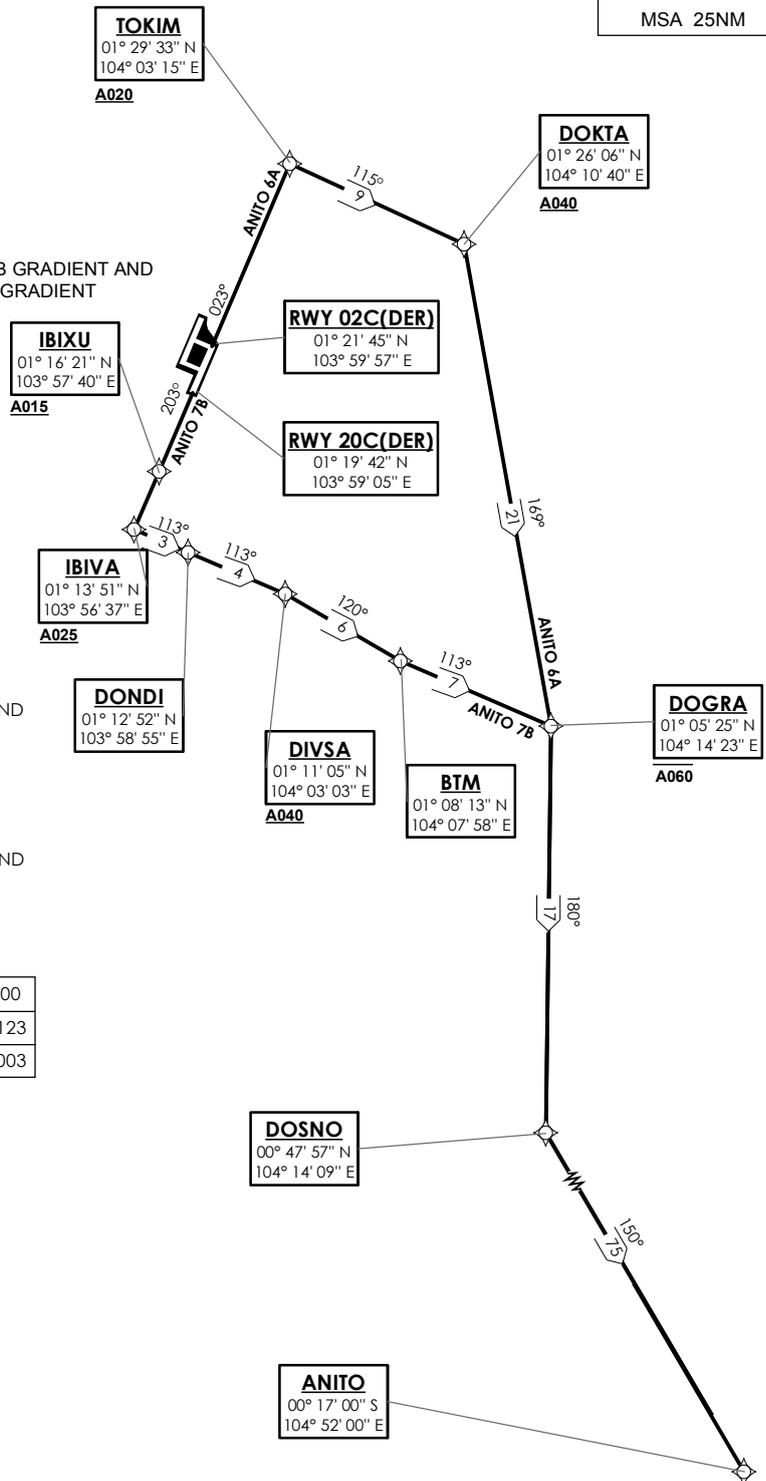 MSA 25NM
TOKIM
01° 29' 33" N
104° 03' 15" E
A020
DOKTA
01° 26' 06" N
104° 10' 40" E
A040
115°
9
ANITO 6A
GRADIENT AND
GRADIENT
023°
RWY 02C(DER)
01° 21' 45" N
103° 59' 57" E
IBIXU
01° 16' 21" N
103° 57' 40" E
A015
203°
ANITO 7B
RWY 20C(DER)
01° 19' 42" N
103° 59' 05" E
169°
21
113°
3
113°
4
IBIVA
01° 13' 51" N
103° 56' 37" E
A025
120°
6
ANITO 6A
113°
7
ANITO 7B
DONDI
01° 12' 52" N
103° 58' 55" E
ND
DOGRA
01° 05' 25" N
104° 14' 23" E
A060
DIVSA
01° 11' 05" N
104° 03' 03" E
A040
BTM
01° 08' 13" N
104° 07' 58" E
ND
180°
17
00
123
003
DOSNO
00° 47' 57" N
104° 14' 09" E
150°
75
ANITO
00° 17' 00" S
104° 52' 00" E